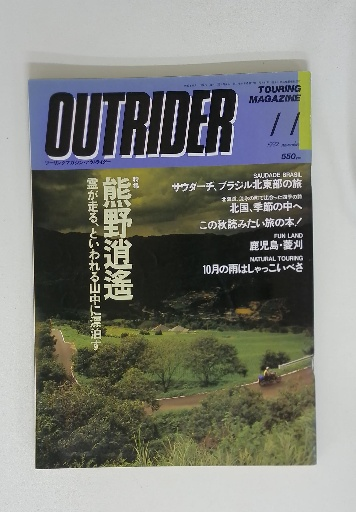 OUTRIDER
TOURING
MAGAZINE
11
ツーリングマガジン・アウトライダー
550
SAUDADE BRASIL
サウダーヂ、ブラジル北東部の旅
北国、季節の中へ
この秋読みたい旅の本!
FUN LAND
鹿児島・菱刈
NATURAL TOURING
10月の雨はしゃっこいべさ
特集
熊野逍遥
霊が走る、といわれる山中に漂泊す